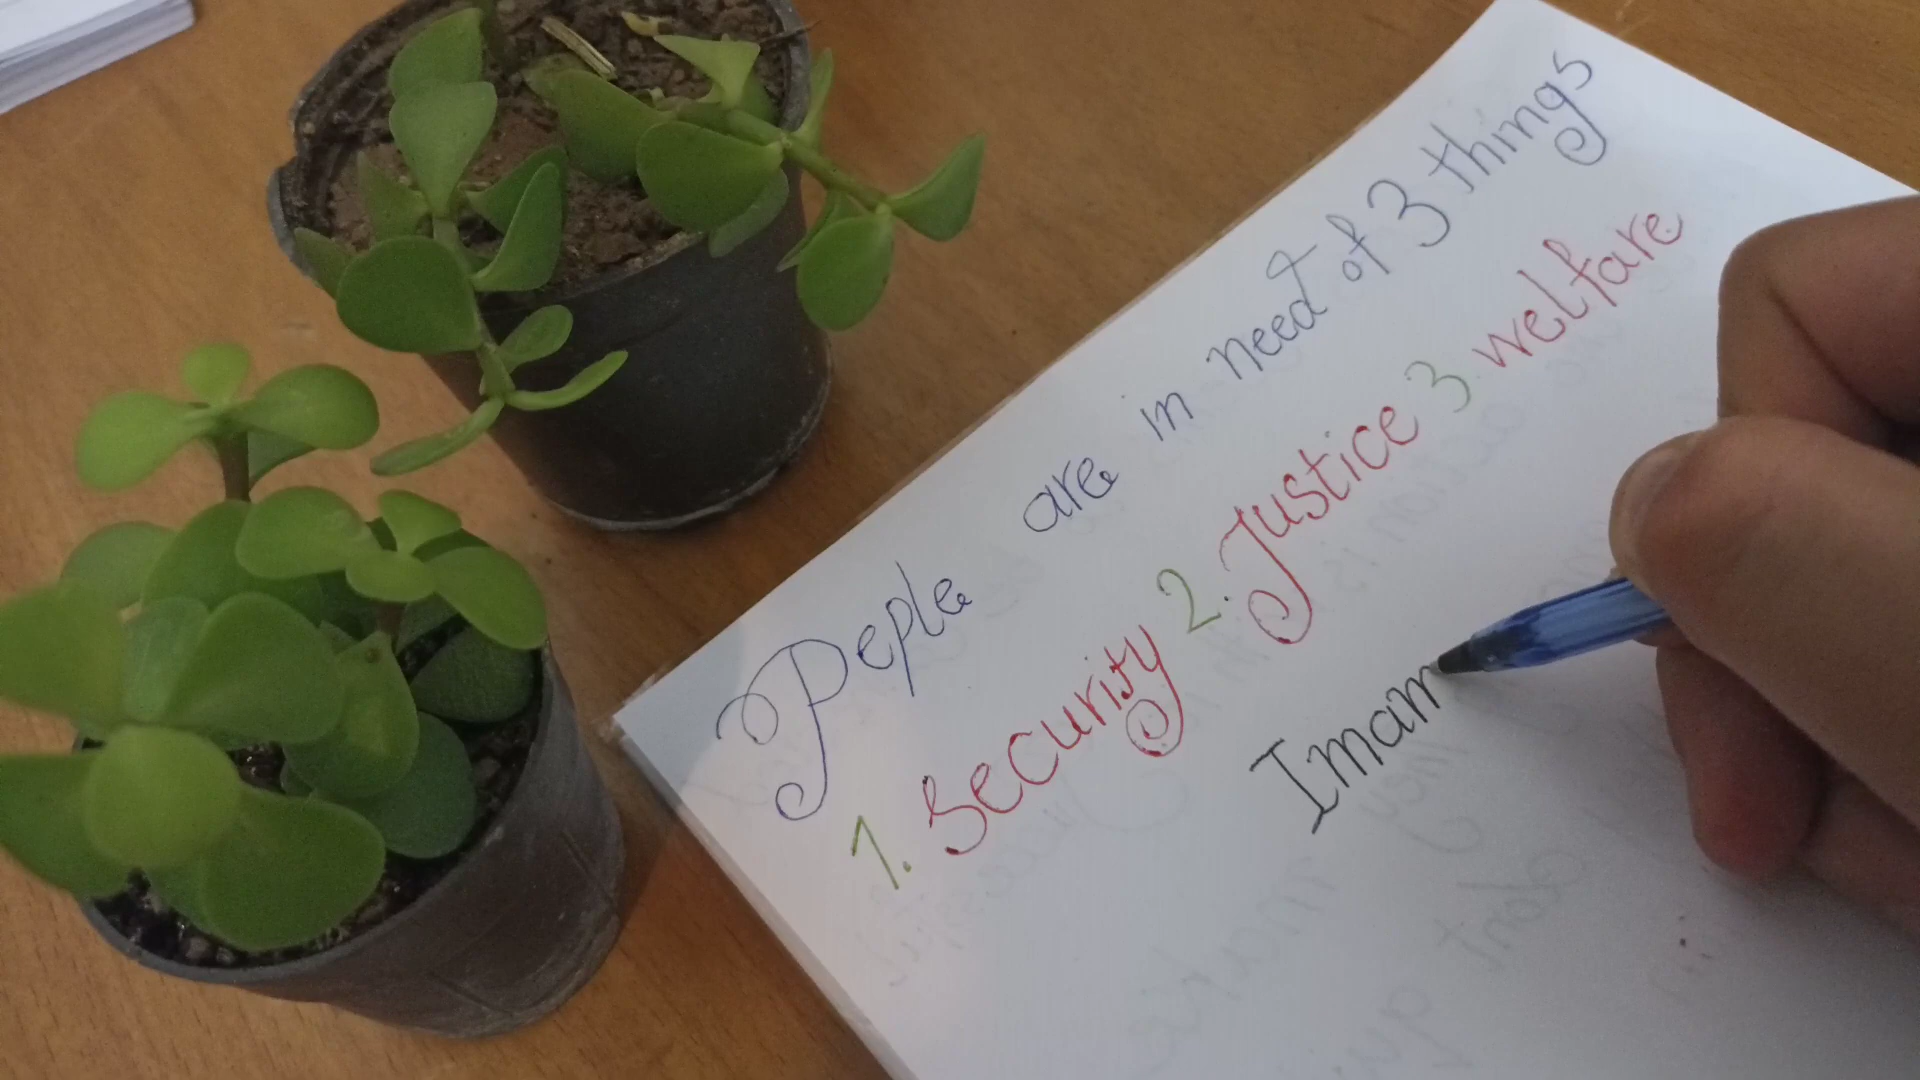 Peple are in need of 3 things
1. Security 2. Justice 3. welfare
Imam